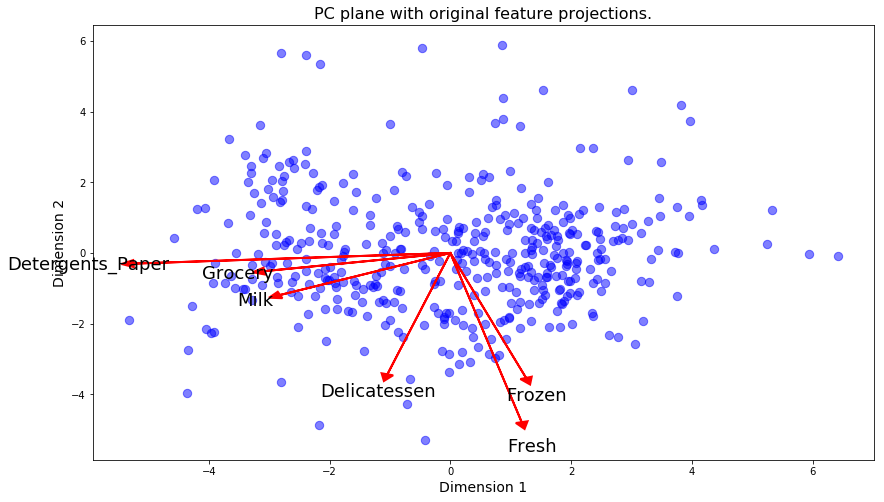 PC plane with original feature projections.
6
4
2
0
−2
−4
Dimension 2
Detergents_Paper
Grocery
Milk
Delicatessen
Frozen
Fresh
−4
−2
0
2
4
6
Dimension 1